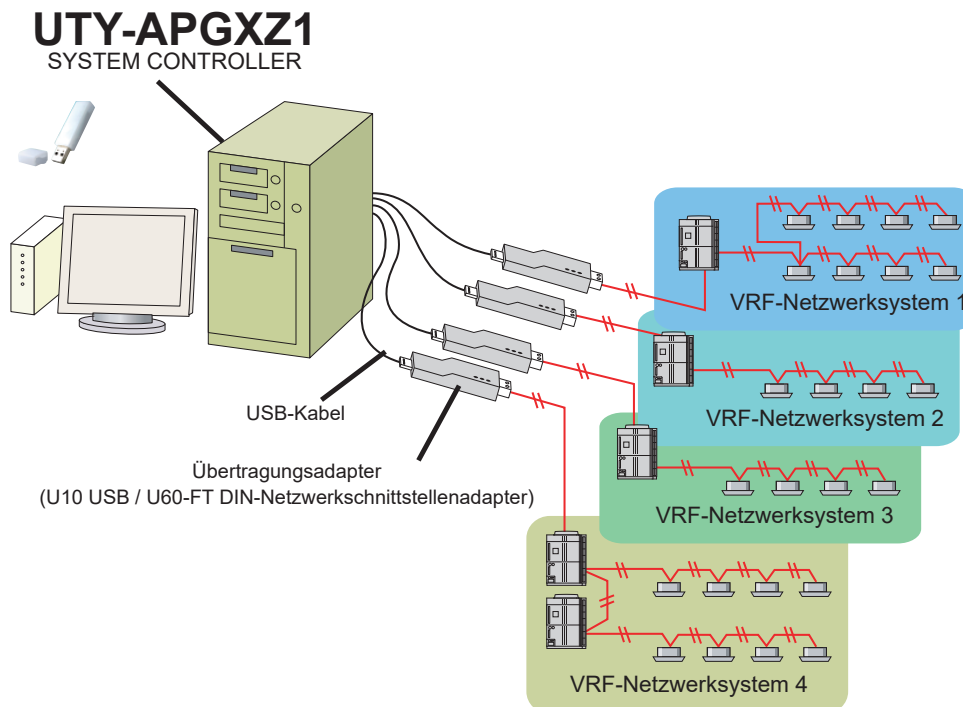 UTY-APGXZ1
SYSTEM CONTROLLER
VRF-Netzwerksystem 1
VRF-Netzwerksystem 2
USB-Kabel
Übertragungsadapter
(U10 USB / U60-FT DIN-Netzwerkschnittstellenadapter)
VRF-Netzwerksystem 3
VRF-Netzwerksystem 4